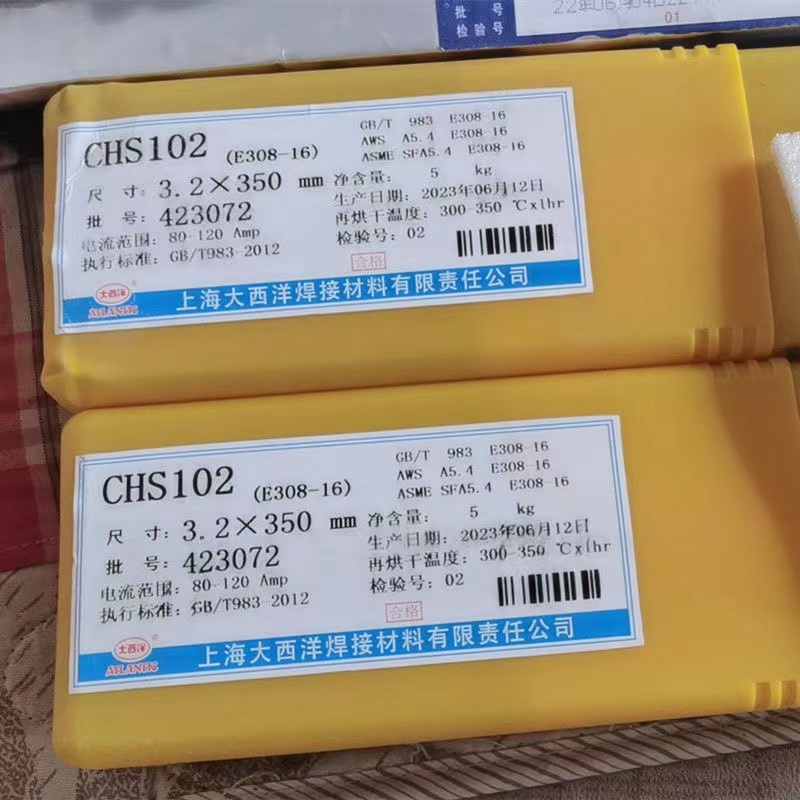 批 号
检 验 号
01
CHS102 (E308-16)
GB/T 983 E308-16
AWS A5.4 E308-16
ASME SFA5.4 E308-16
尺 寸: 3.2×350 mm
净含量: 5 kg
批 号: 423072
生产日期: 2023年06月12日
电流范围: 80-120 Amp
再烘干温度: 300-350 ℃x1hr
执行标准: GB/T983-2012
检验号: 02
合格
大西洋
ATLANTIC
®
上海大西洋焊接材料有限责任公司
CHS102 (E308-16)
GB/T 983 E308-16
AWS A5.4 E308-16
ASME SFA5.4 E308-16
尺 寸: 3.2×350 mm
净含量: 5 kg
批 号: 423072
生产日期: 2023年06月12日
电流范围: 80-120 Amp
再烘干温度: 300-350 ℃x1hr
执行标准: GB/T983-2012
检验号: 02
合格
大西洋
ATLANTIC
®
上海大西洋焊接材料有限责任公司